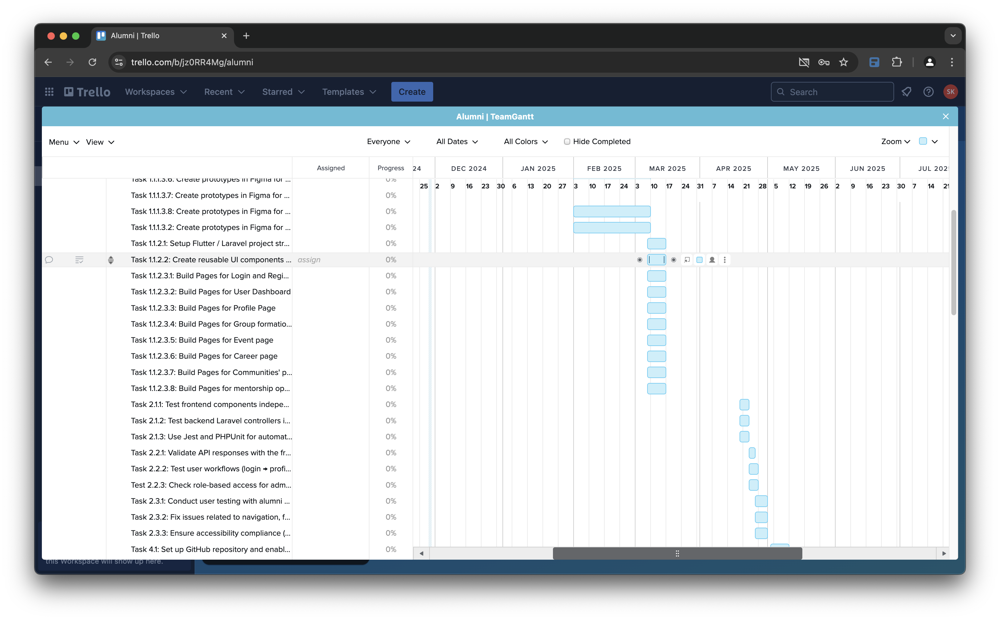 Alumni | Trello
trello.com/b/jz0RR4Mg/alumni
Trello Workspaces Recent Starred Templates Create Search SK
Alumni | TeamGantt
Menu View Everyone All Dates All Colors Hide Completed Zoom
Assigned Progress 24 DEC 2024 JAN 2025 FEB 2025 MAR 2025 APR 2025 MAY 2025 JUN 2025 JUL 202
25 2 9 16 23 30 6 13 20 27 3 10 17 24 3 10 17 24 31 7 14 21 28 5 12 19 26 2 9 16 23 30 7 14 21
Task 1.1.1.3.6: Create prototypes in Figma for ... 0%
Task 1.1.1.3.7: Create prototypes in Figma for ... 0%
Task 1.1.1.3.8: Create prototypes in Figma for ... 0%
Task 1.1.1.3.2: Create prototypes in Figma for ... 0%
Task 1.1.2.1: Setup Flutter / Laravel project str... 0%
Task 1.1.2.2: Create reusable UI components ... assign 0%
Task 1.1.2.3.1: Build Pages for Login and Regi... 0%
Task 1.1.2.3.2: Build Pages for User Dashboard 0%
Task 1.1.2.3.3: Build Pages for Profile Page 0%
Task 1.1.2.3.4: Build Pages for Group formatio... 0%
Task 1.1.2.3.5: Build Pages for Event page 0%
Task 1.1.2.3.6: Build Pages for Career page 0%
Task 1.1.2.3.7: Build Pages for Communities' p... 0%
Task 1.1.2.3.8: Build Pages for mentorship op... 0%
Task 2.1.1: Test frontend components indepe... 0%
Task 2.1.2: Test backend Laravel controllers i... 0%
Task 2.1.3: Use Jest and PHPUnit for automat... 0%
Task 2.2.1: Validate API responses with the fr... 0%
Task 2.2.2: Test user workflows (login → profi... 0%
Test 2.2.3: Check role-based access for adm... 0%
Task 2.3.1: Conduct user testing with alumni ... 0%
Task 2.3.2: Fix issues related to navigation, f... 0%
Task 2.3.3: Ensure accessibility compliance (... 0%
Task 4.1: Set up GitHub repository and enabl... 0%
this Workspace will show up here.